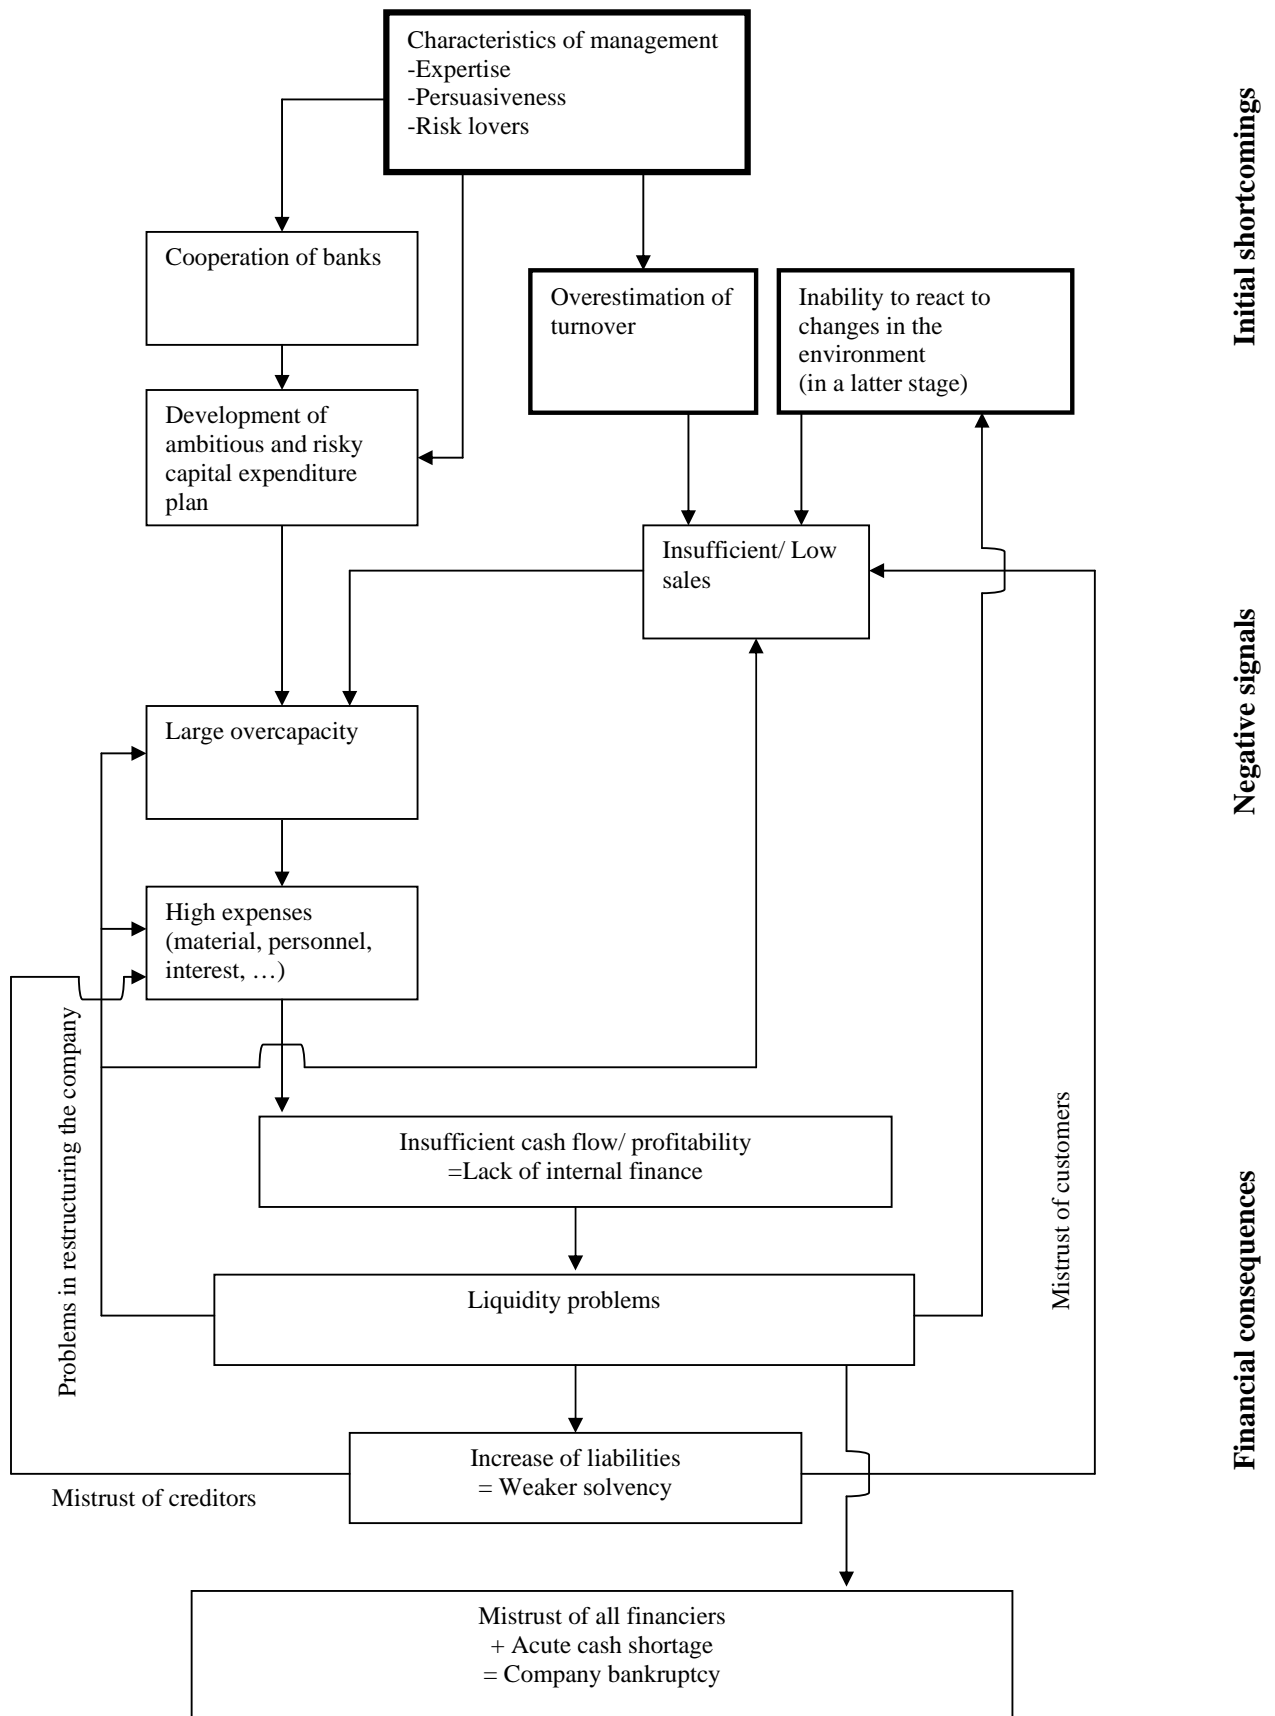 Characteristics of management
-Expertise
-Persuasiveness
-Risk lovers
Initial shortcomings
Cooperation of banks
Overestimation of
turnover
Inability to react to
changes in the
environment
(in a latter stage)
Development of
ambitious and risky
capital expenditure
plan
Insufficient/ Low
sales
Negative signals
Large overcapacity
High expenses
(material, personnel,
interest, …)
Problems in restructuring the company
Mistrust of customers
Insufficient cash flow/ profitability
=Lack of internal finance
Financial consequences
Liquidity problems
Increase of liabilities
= Weaker solvency
Mistrust of creditors
Mistrust of all financiers
+ Acute cash shortage
= Company bankruptcy